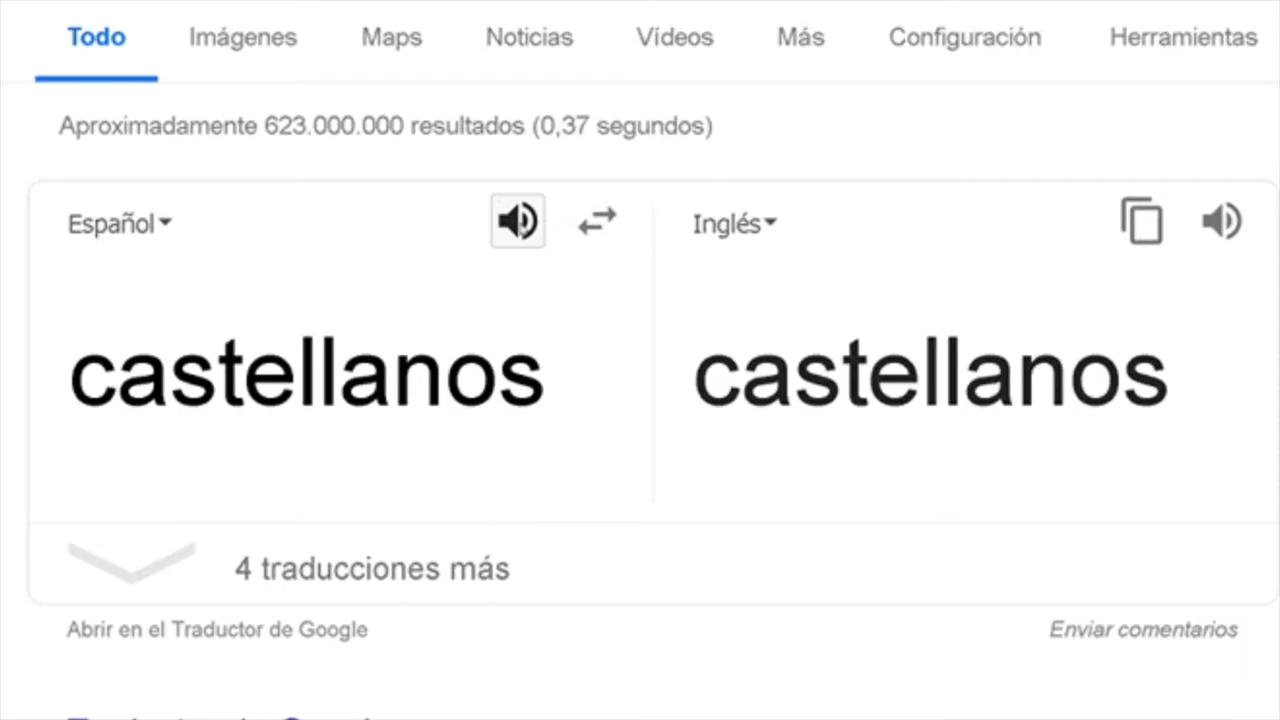 Todo Imágenes Maps Noticias Vídeos Más Configuración Herramientas
Aproximadamente 623.000.000 resultados (0,37 segundos)
Español Inglés
castellanos castellanos
4 traducciones más
Abrir en el Traductor de Google Enviar comentarios